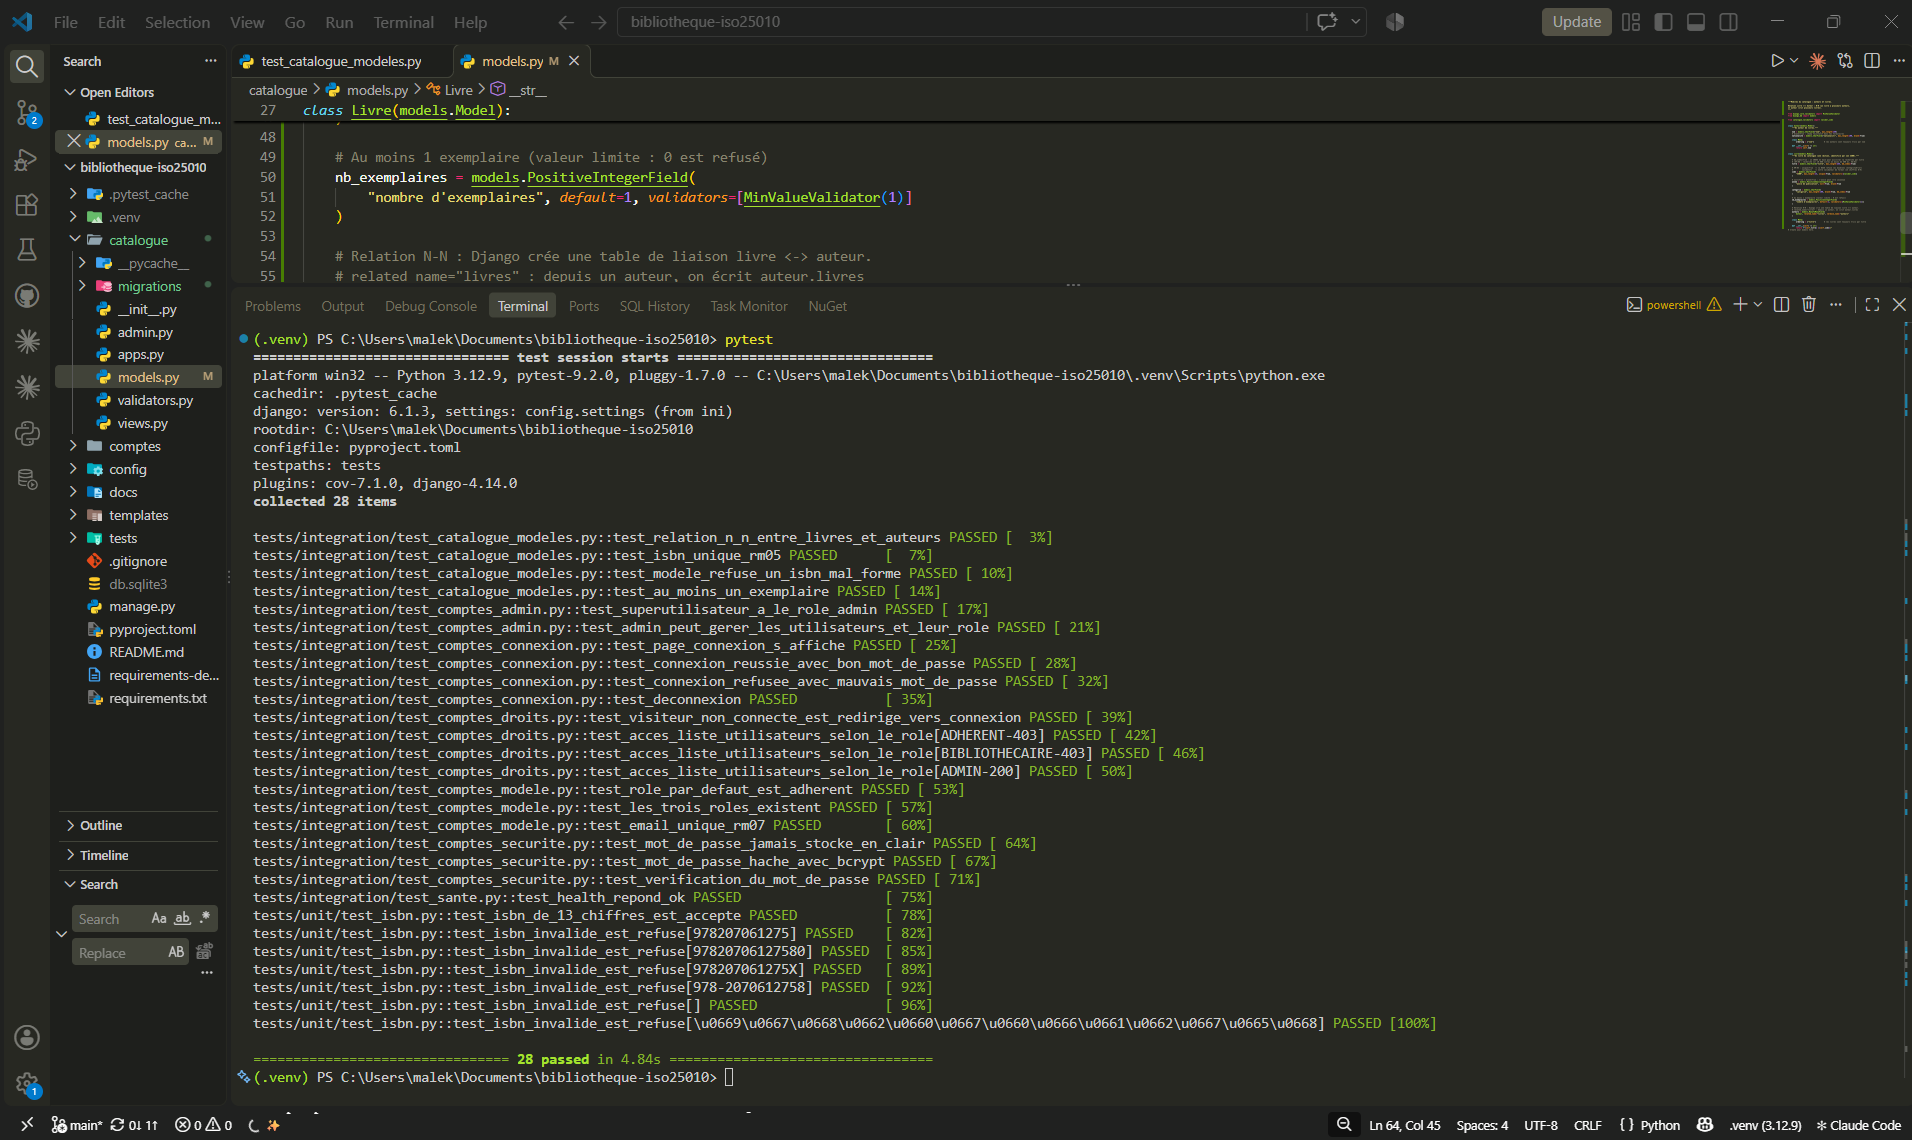 File Edit Selection View Go Run Terminal Help
bibliotheque-iso25010
Update
Search
Open Editors
test_catalogue_m...
models.py ca... M
bibliotheque-iso25010
.pytest_cache
.venv
catalogue
__pycache__
migrations
__init__.py
admin.py
apps.py
models.py M
validators.py
views.py
comptes
config
docs
templates
tests
.gitignore
db.sqlite3
manage.py
pyproject.toml
README.md
requirements-de...
requirements.txt
Outline
Timeline
Search
Search Aa ab
Replace AB
2
1
test_catalogue_modeles.py models.py M
catalogue > models.py > Livre > __str__
27 class Livre(models.Model):
48
49 # Au moins 1 exemplaire (valeur limite : 0 est refusé)
50 nb_exemplaires = models.PositiveIntegerField(
51 "nombre d'exemplaires", default=1, validators=[MinValueValidator(1)]
52 )
53
54 # Relation N-N : Django crée une table de liaison livre <-> auteur.
55 # related name="livres" : depuis un auteur, on écrit auteur.livres
Problems Output Debug Console Terminal Ports SQL History Task Monitor NuGet
powershell
(.venv) PS C:\Users\malek\Documents\bibliotheque-iso25010> pytest
================================ test session starts ================================
platform win32 -- Python 3.12.9, pytest-9.2.0, pluggy-1.7.0 -- C:\Users\malek\Documents\bibliotheque-iso25010\.venv\Scripts\python.exe
cachedir: .pytest_cache
django: version: 6.1.3, settings: config.settings (from ini)
rootdir: C:\Users\malek\Documents\bibliotheque-iso25010
configfile: pyproject.toml
testpaths: tests
plugins: cov-7.1.0, django-4.14.0
collected 28 items
tests/integration/test_catalogue_modeles.py::test_relation_n_n_entre_livres_et_auteurs PASSED [  3%]
tests/integration/test_catalogue_modeles.py::test_isbn_unique_rm05 PASSED [  7%]
tests/integration/test_catalogue_modeles.py::test_modele_refuse_un_isbn_mal_forme PASSED [ 10%]
tests/integration/test_catalogue_modeles.py::test_au_moins_un_exemplaire PASSED [ 14%]
tests/integration/test_comptes_admin.py::test_superutilisateur_a_le_role_admin PASSED [ 17%]
tests/integration/test_comptes_admin.py::test_admin_peut_gerer_les_utilisateurs_et_leur_role PASSED [ 21%]
tests/integration/test_comptes_connexion.py::test_page_connexion_s_affiche PASSED [ 25%]
tests/integration/test_comptes_connexion.py::test_connexion_reussie_avec_bon_mot_de_passe PASSED [ 28%]
tests/integration/test_comptes_connexion.py::test_connexion_refusee_avec_mauvais_mot_de_passe PASSED [ 32%]
tests/integration/test_comptes_connexion.py::test_deconnexion PASSED [ 35%]
tests/integration/test_comptes_droits.py::test_visiteur_non_connecte_est_redirige_vers_connexion PASSED [ 39%]
tests/integration/test_comptes_droits.py::test_acces_liste_utilisateurs_selon_le_role[ADHERENT-403] PASSED [ 42%]
tests/integration/test_comptes_droits.py::test_acces_liste_utilisateurs_selon_le_role[BIBLIOTHECAIRE-403] PASSED [ 46%]
tests/integration/test_comptes_droits.py::test_acces_liste_utilisateurs_selon_le_role[ADMIN-200] PASSED [ 50%]
tests/integration/test_comptes_modele.py::test_role_par_defaut_est_adherent PASSED [ 53%]
tests/integration/test_comptes_modele.py::test_les_trois_roles_existent PASSED [ 57%]
tests/integration/test_comptes_modele.py::test_email_unique_rm07 PASSED [ 60%]
tests/integration/test_comptes_securite.py::test_mot_de_passe_jamais_stocke_en_clair PASSED [ 64%]
tests/integration/test_comptes_securite.py::test_mot_de_passe_hache_avec_bcrypt PASSED [ 67%]
tests/integration/test_comptes_securite.py::test_verification_du_mot_de_passe PASSED [ 71%]
tests/integration/test_sante.py::test_health_repond_ok PASSED [ 75%]
tests/unit/test_isbn.py::test_isbn_de_13_chiffres_est_accepte PASSED [ 78%]
tests/unit/test_isbn.py::test_isbn_invalide_est_refuse[978207061275] PASSED [ 82%]
tests/unit/test_isbn.py::test_isbn_invalide_est_refuse[97820706127580] PASSED [ 85%]
tests/unit/test_isbn.py::test_isbn_invalide_est_refuse[978207061275X] PASSED [ 89%]
tests/unit/test_isbn.py::test_isbn_invalide_est_refuse[978-2070612758] PASSED [ 92%]
tests/unit/test_isbn.py::test_isbn_invalide_est_refuse[] PASSED [ 96%]
tests/unit/test_isbn.py::test_isbn_invalide_est_refuse[\u0669\u0667\u0668\u0662\u0660\u0667\u0660\u0666\u0661\u0662\u0667\u0665\u0668] PASSED [100%]
================================ 28 passed in 4.84s =================================
(.venv) PS C:\Users\malek\Documents\bibliotheque-iso25010>
main* 0↓ 1↑ 0 0 Ln 64, Col 45 Spaces: 4 UTF-8 CRLF { } Python .venv (3.12.9) Claude Code